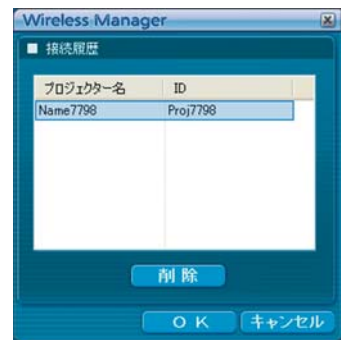 Wireless Manager
■ 接続履歴
プロジェクター名 ID
Name7798 Proj7798
削除
OK キャンセル